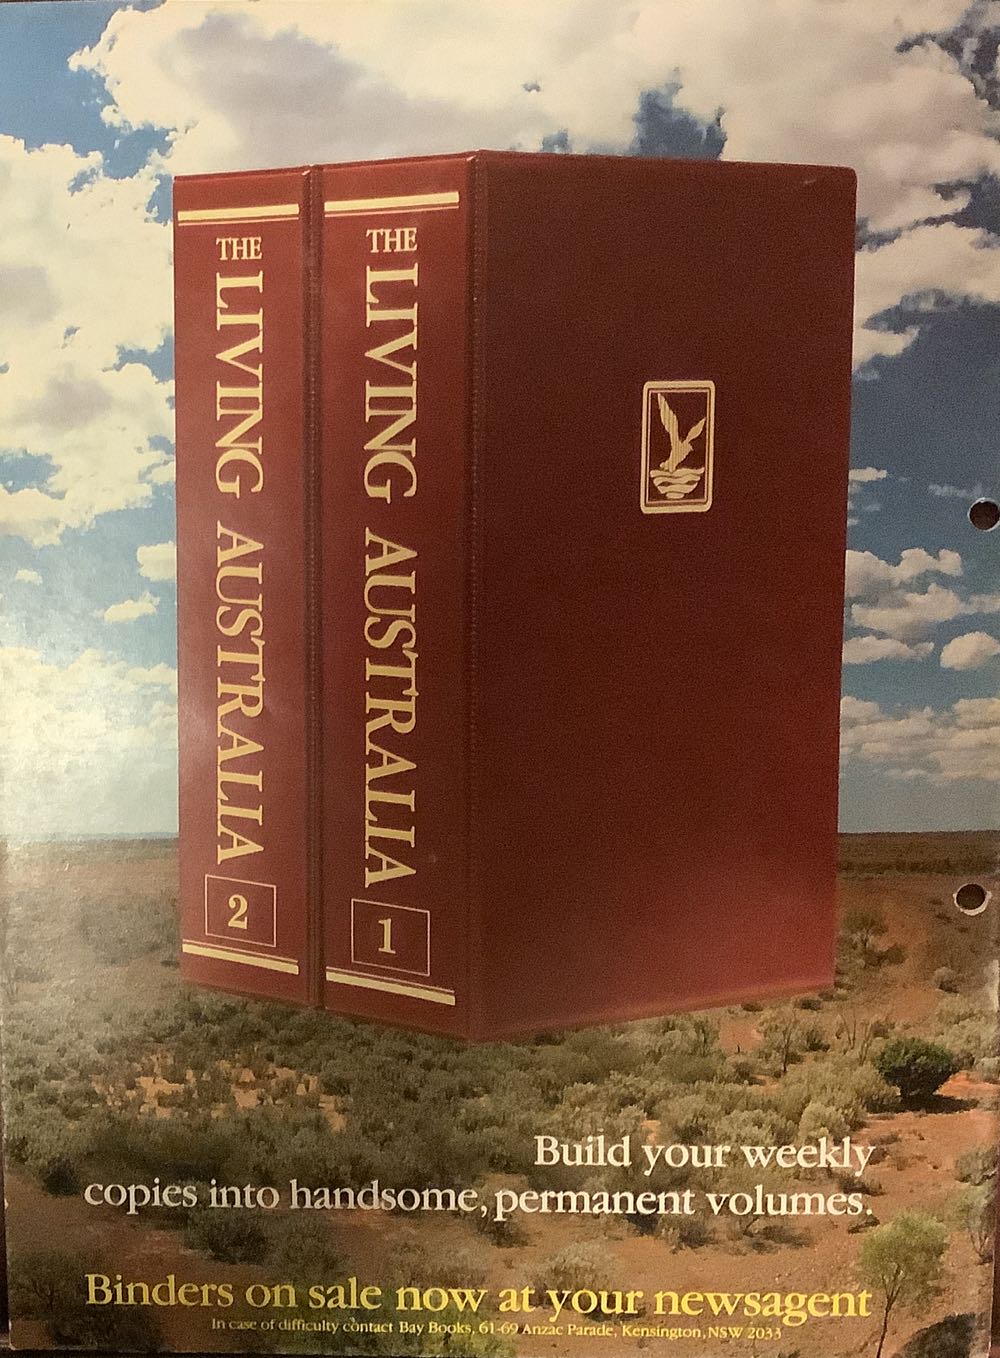 THE LIVING AUSTRALIA 2
THE LIVING AUSTRALIA 1
Build your weekly
copies into handsome, permanent volumes.
Binders on sale now at your newsagent
In case of difficulty contact Bay Books, 61-69 Anzac Parade, Kensington, NSW 2033